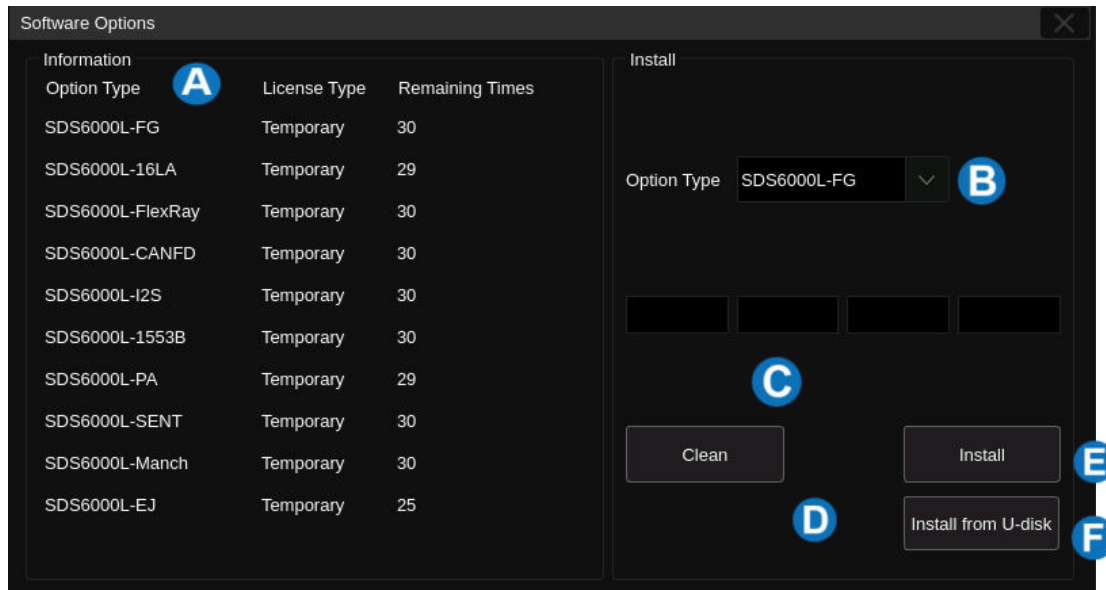 Software Options
Information
Option Type A License Type Remaining Times
SDS6000L-FG Temporary 30
SDS6000L-16LA Temporary 29
SDS6000L-FlexRay Temporary 30
SDS6000L-CANFD Temporary 30
SDS6000L-I2S Temporary 30
SDS6000L-1553B Temporary 30
SDS6000L-PA Temporary 29
SDS6000L-SENT Temporary 30
SDS6000L-Manch Temporary 30
SDS6000L-EJ Temporary 25
Install
Option Type SDS6000L-FG B
C
Clean Install E
D Install from U-disk F